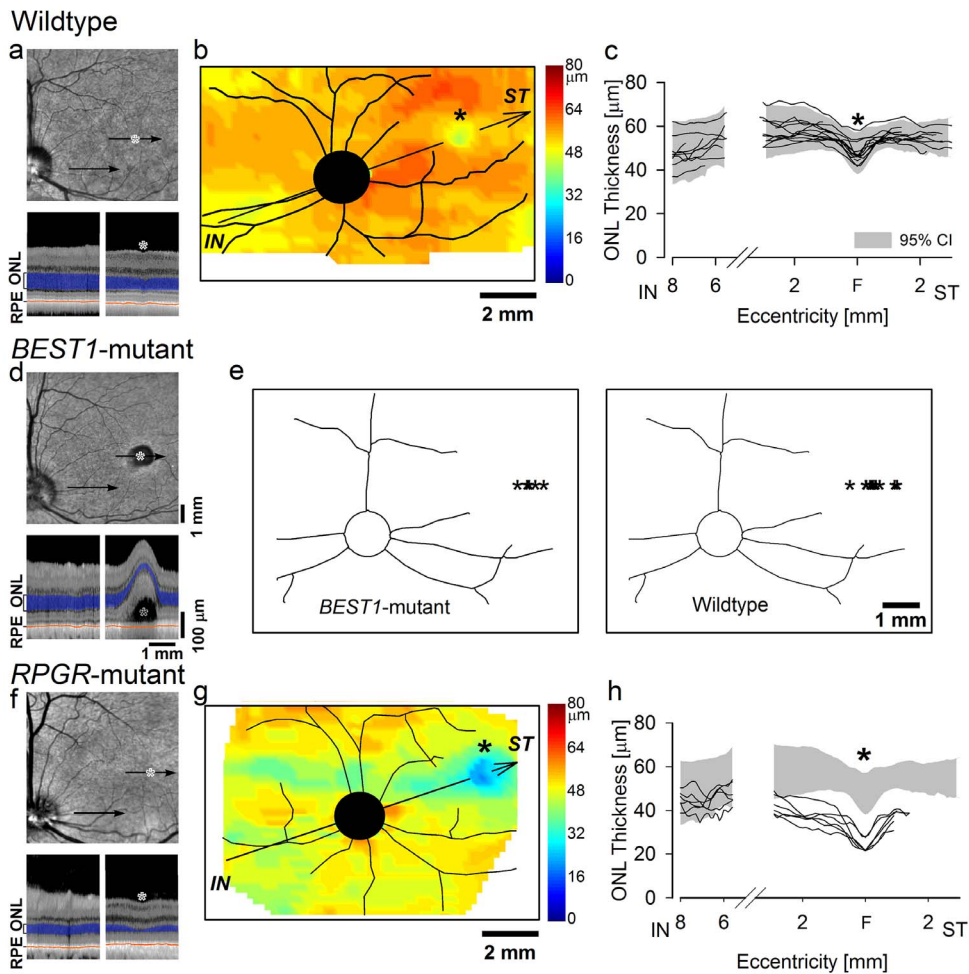 Wildtype
a
ONL
RPE
b
ST
*
IN
80
µm
64
48
32
16
0
2 mm
c
ONL Thickness [µm]
80
60
40
20
0
*
95% CI
IN
8
6
2
F
2
ST
Eccentricity [mm]
BEST1-mutant
d
1 mm
ONL
RPE
100 µm
1 mm
e
*****
BEST1-mutant
Wildtype
1 mm
RPGR-mutant
f
ONL
RPE
g
ST
*
IN
80
µm
64
48
32
16
0
2 mm
h
ONL Thickness [µm]
80
60
40
20
0
*
IN
8
6
2
F
2
ST
Eccentricity [mm]